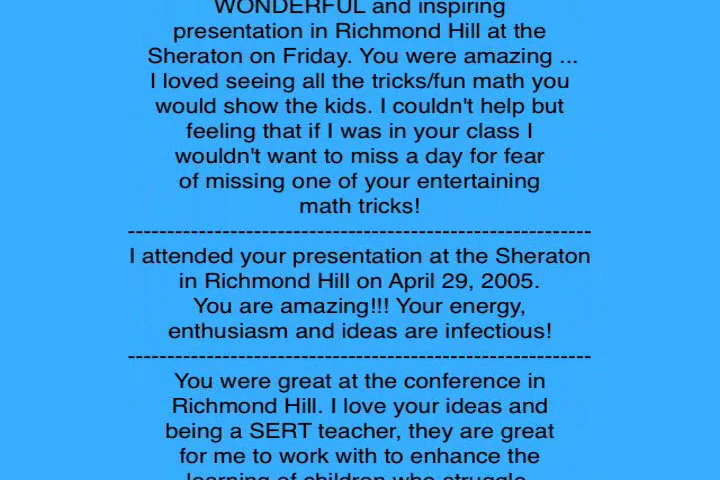 WONDERFUL and inspiring
presentation in Richmond Hill at the
Sheraton on Friday. You were amazing ...
I loved seeing all the tricks/fun math you
would show the kids. I couldn't help but
feeling that if I was in your class I
wouldn't want to miss a day for fear
of missing one of your entertaining
math tricks!
-----------------------------------------------------------
I attended your presentation at the Sheraton
in Richmond Hill on April 29, 2005.
You are amazing!!! Your energy,
enthusiasm and ideas are infectious!
-----------------------------------------------------------
You were great at the conference in
Richmond Hill. I love your ideas and
being a SERT teacher, they are great
for me to work with to enhance the
learning of children who struggle